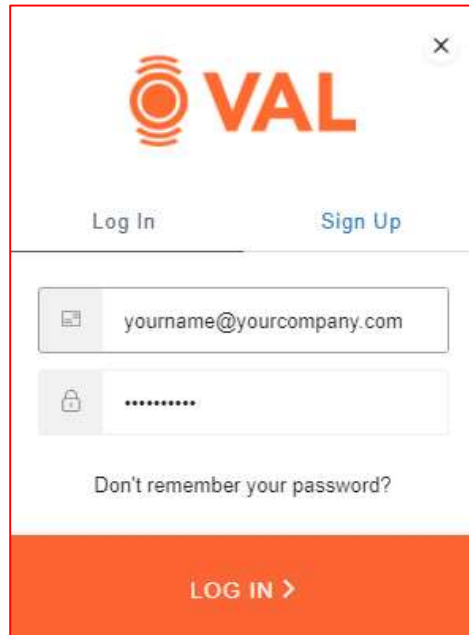 VAL
Log In Sign Up
yourname@yourcompany.com
••••••••••
Don't remember your password?
LOG IN >